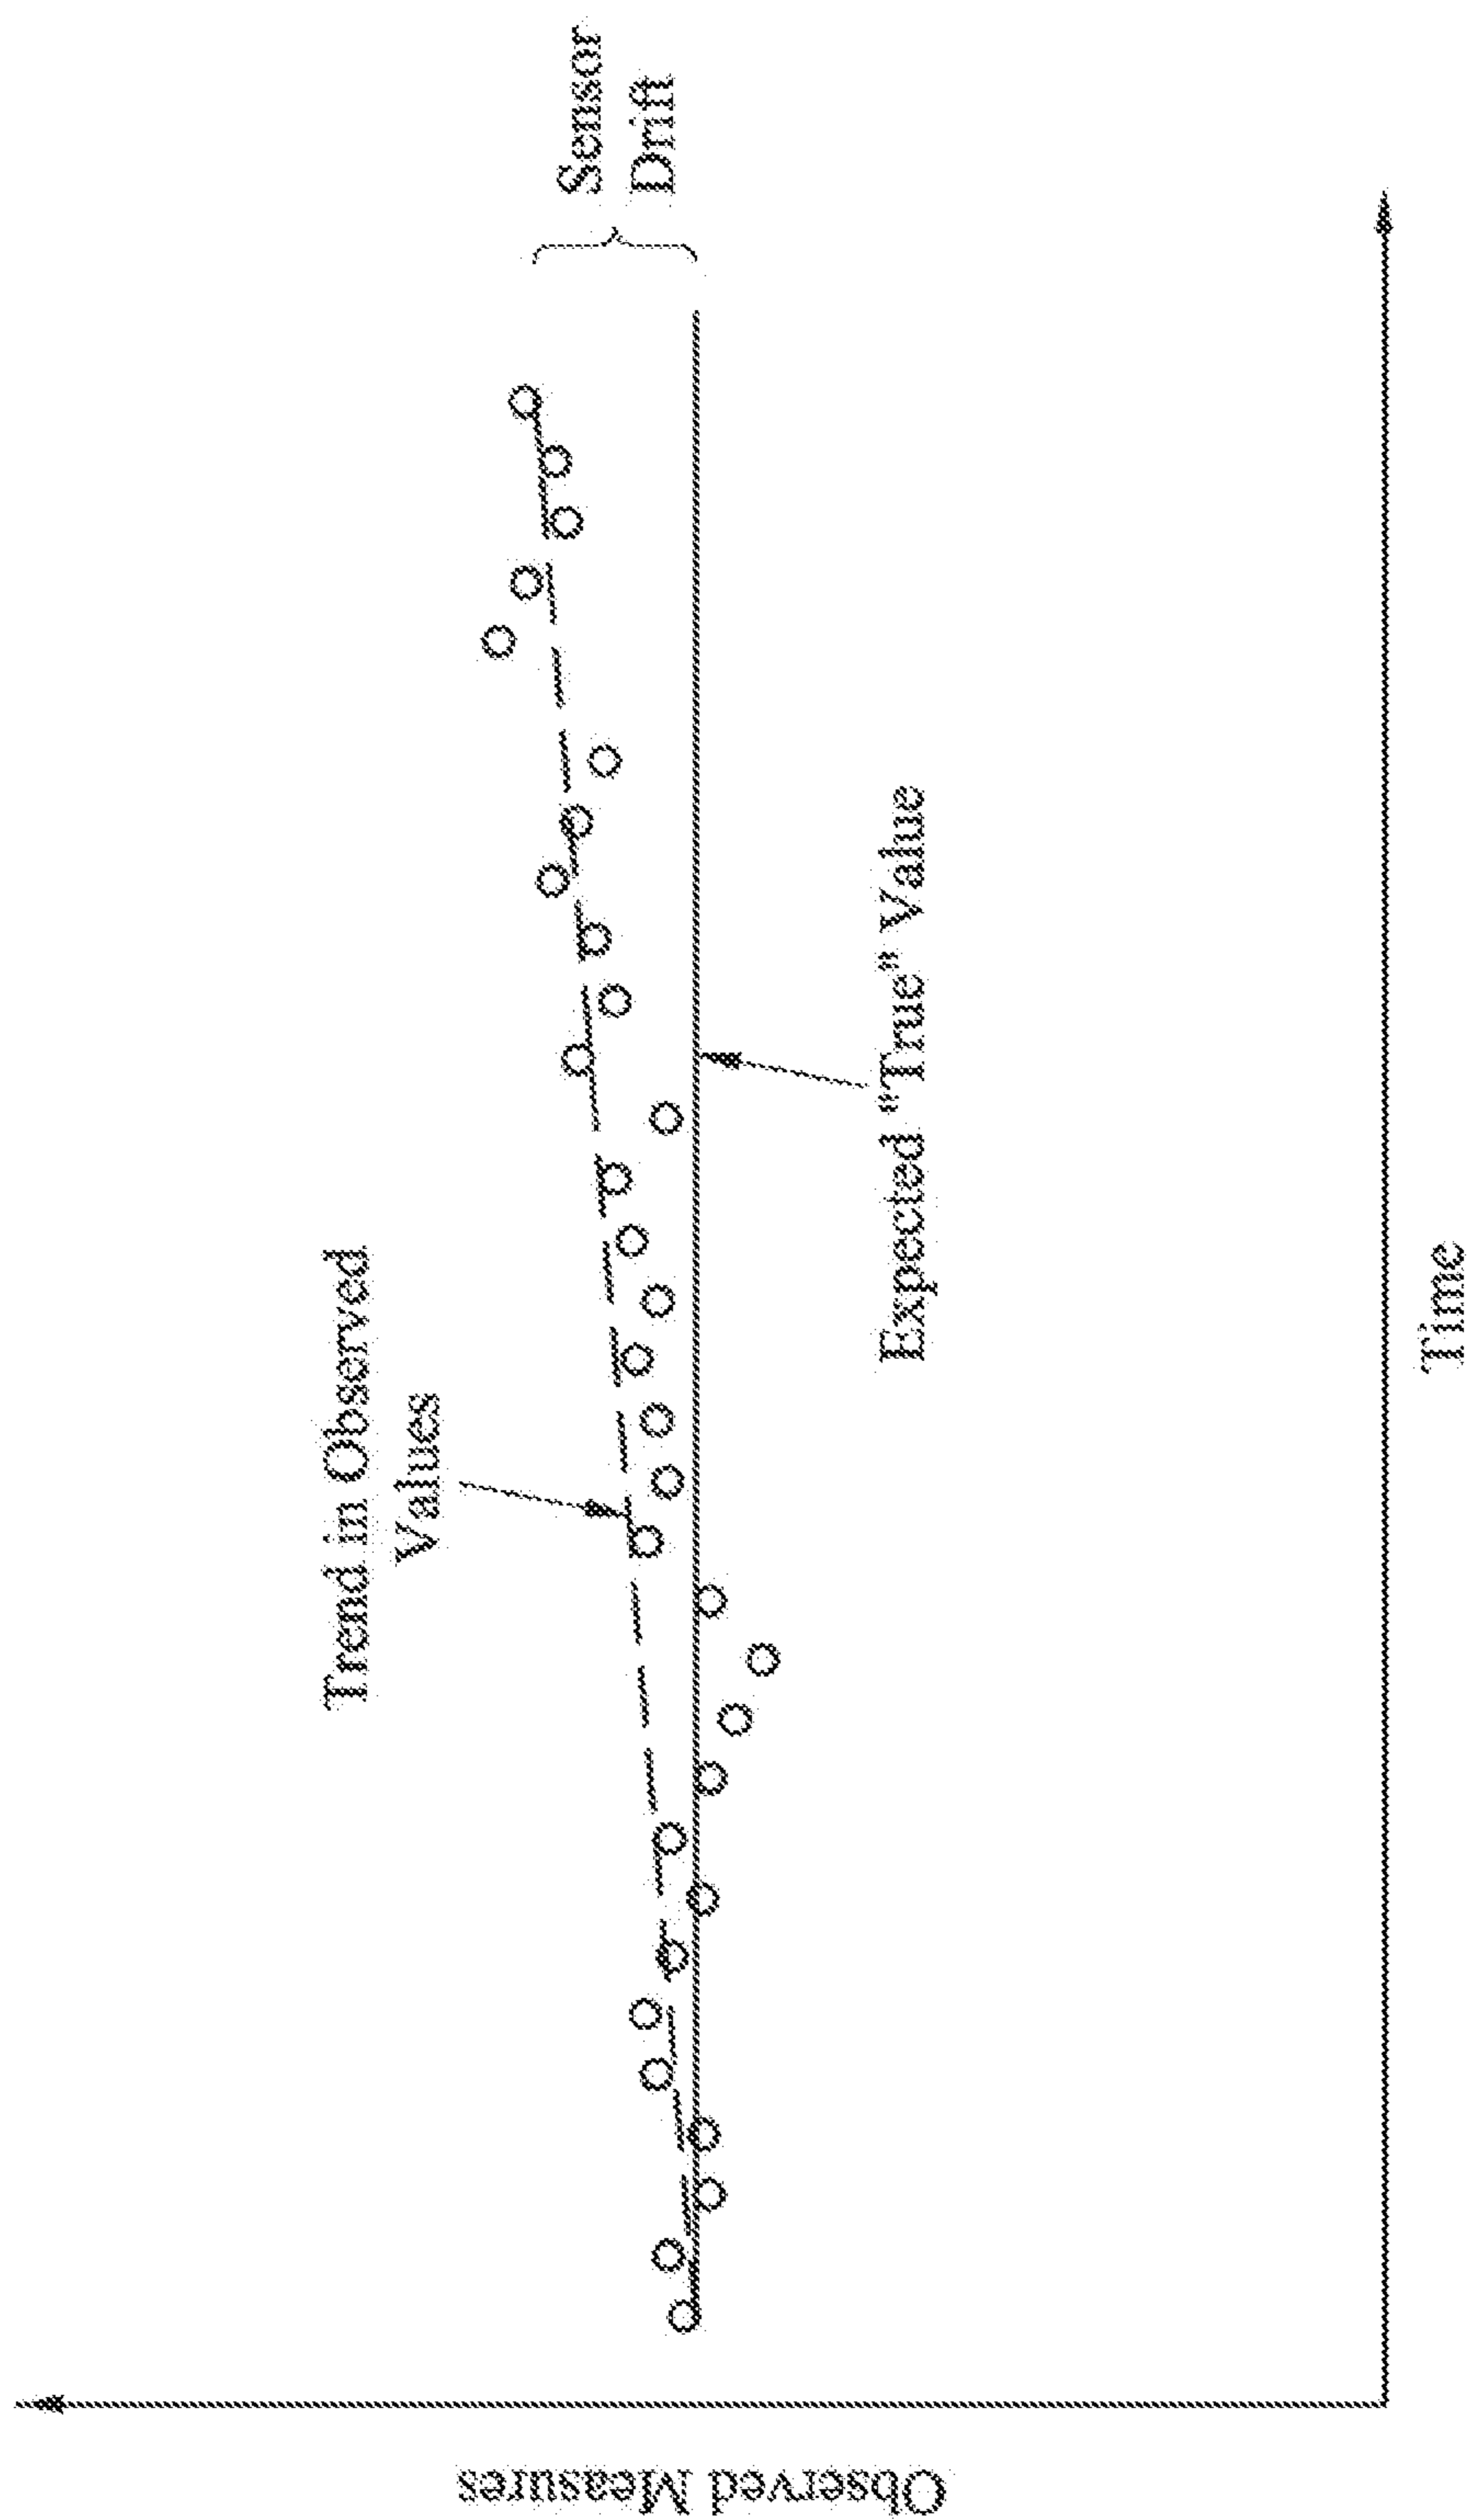 Observed Measures
Trend in Observed
Values
Sensor
Drift
Expected "True" Value
Time